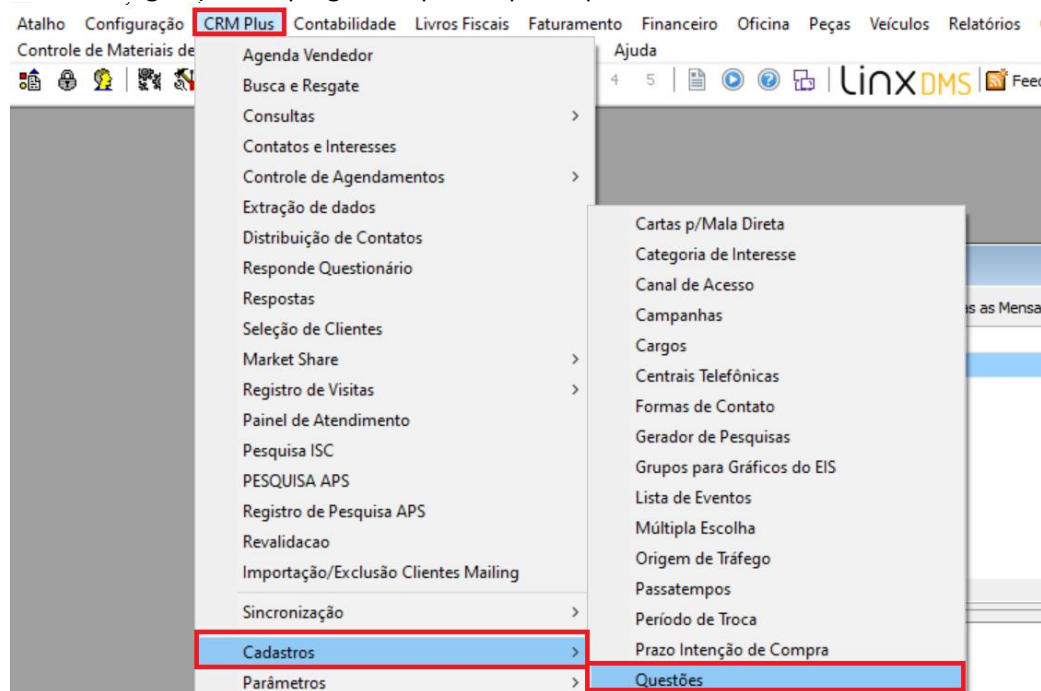 Atalho Configuração CRM Plus Contabilidade Livros Fiscais Faturamento Financeiro Oficina Peças Veículos Relatórios
Controle de Materiais de Ajuda
4 5 Linx DMS Feed
Agenda Vendedor
Busca e Resgate
Consultas >
Contatos e Interesses
Controle de Agendamentos >
Extração de dados
Distribuição de Contatos
Responde Questionário
Respostas
Seleção de Clientes
Market Share >
Registro de Visitas >
Painel de Atendimento
Pesquisa ISC
PESQUISA APS
Registro de Pesquisa APS
Revalidacao
Importação/Exclusão Clientes Mailing
Sincronização >
Cadastros >
Parâmetros >
Cartas p/Mala Direta
Categoria de Interesse
Canal de Acesso
Campanhas
Cargos
Centrais Telefônicas
Formas de Contato
Gerador de Pesquisas
Grupos para Gráficos do EIS
Lista de Eventos
Múltipla Escolha
Origem de Tráfego
Passatempos
Período de Troca
Prazo Intenção de Compra
Questões
as Mensa